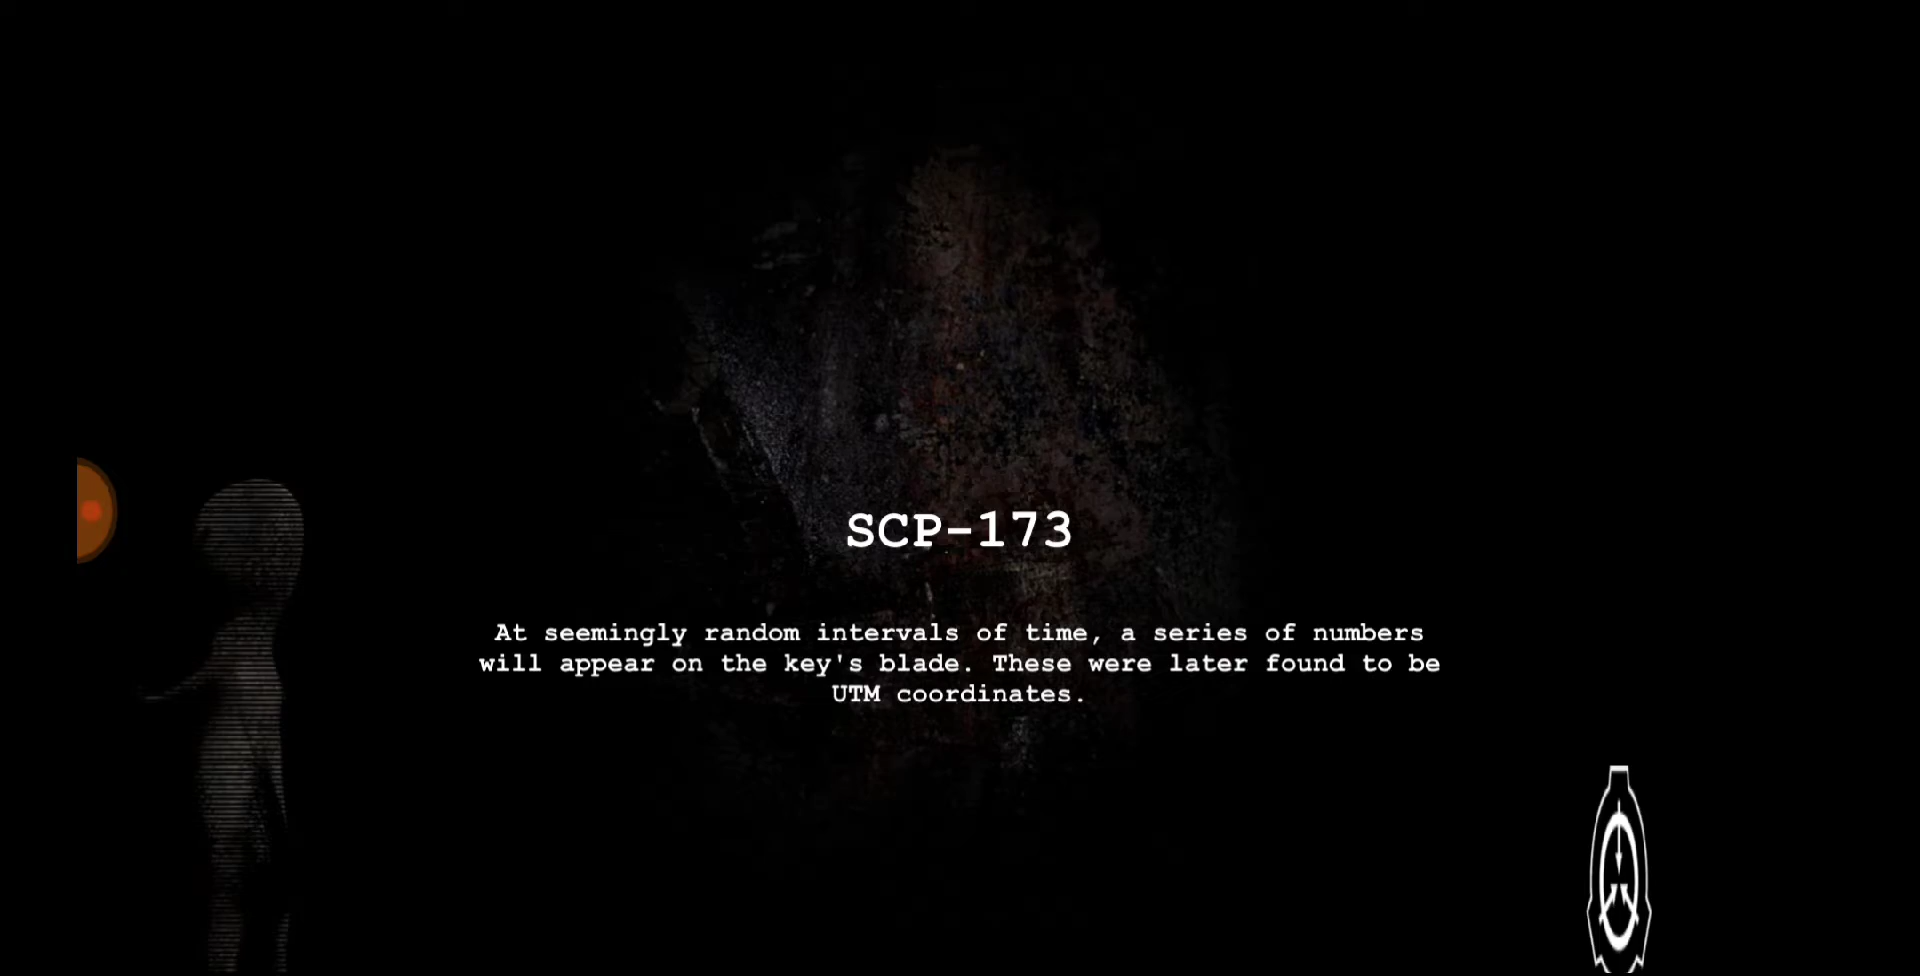 SCP-173
At seemingly random intervals of time, a series of numbers
will appear on the key's blade. These were later found to be
UTM coordinates.